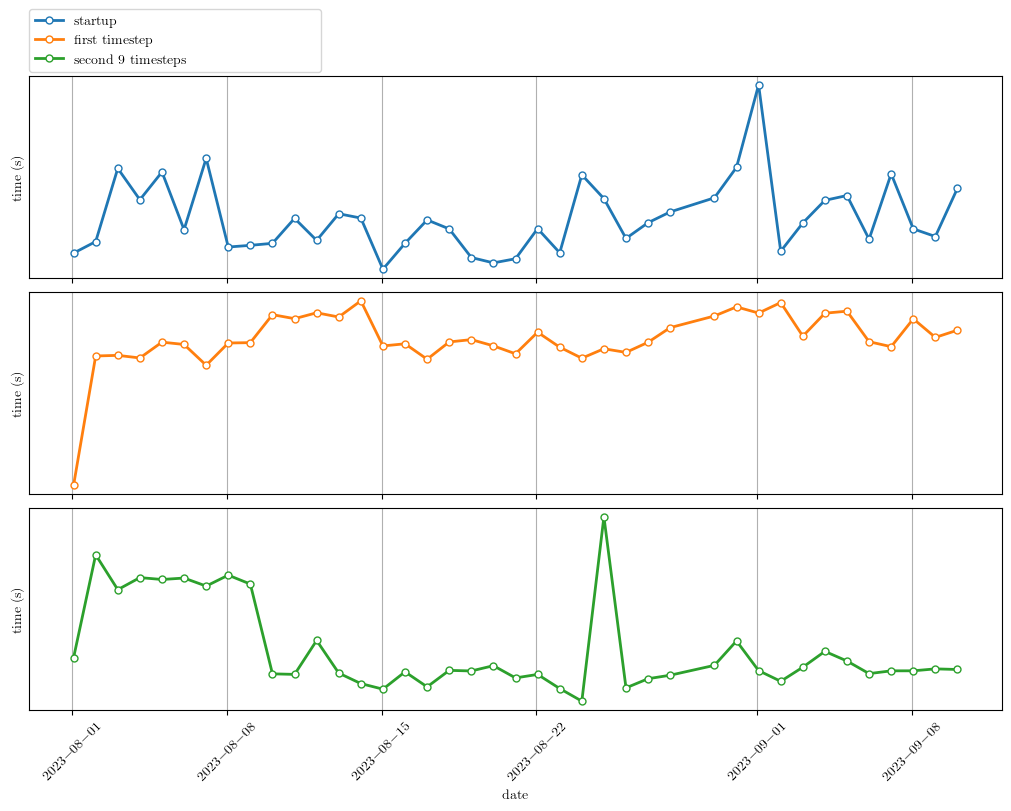 startup
first timestep
second 9 timesteps
time (s)
time (s)
time (s)
2023−08−01
2023−08−08
2023−08−15
2023−08−22
2023−09−01
2023−09−08
date